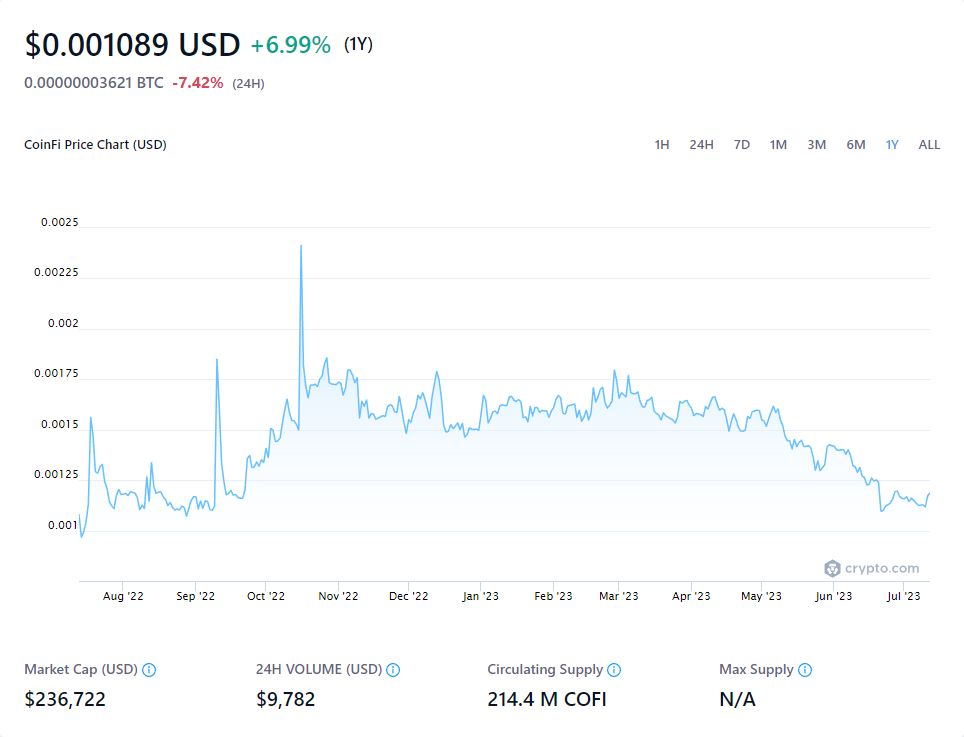 $0.001089 USD +6.99% (1Y)
0.00000003621 BTC -7.42% (24H)
CoinFi Price Chart (USD) 1H 24H 7D 1M 3M 6M 1Y ALL
0.0025
0.00225
0.002
0.00175
0.0015
0.00125
0.001
crypto.com
Aug '22 Sep '22 Oct '22 Nov '22 Dec '22 Jan '23 Feb '23 Mar '23 Apr '23 May '23 Jun '23 Jul '23
Market Cap (USD) 24H VOLUME (USD) Circulating Supply Max Supply
$236,722 $9,782 214.4 M COFI N/A